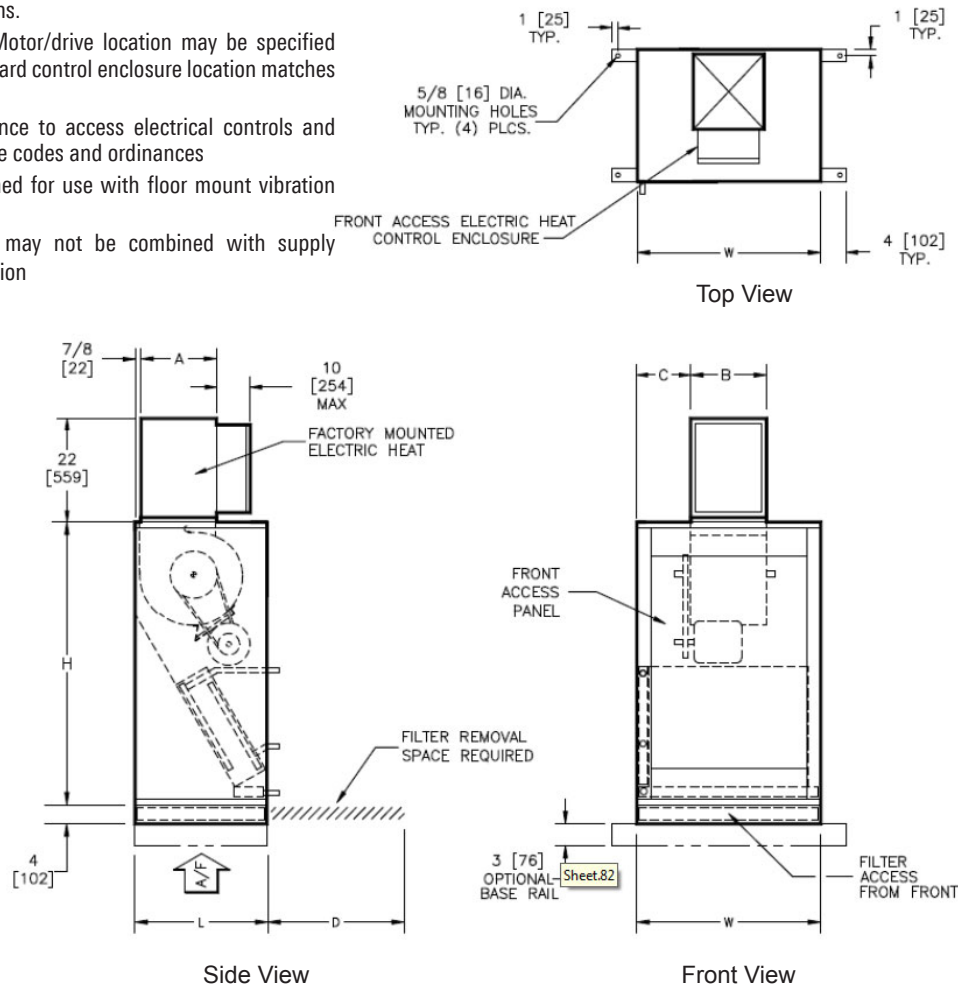 ns.
Motor/drive location may be specified
ard control enclosure location matches
nce to access electrical controls and
e codes and ordinances
ned for use with floor mount vibration
may not be combined with supply
tion
1 [25]
TYP.
1 [25]
TYP.
5/8 [16] DIA.
MOUNTING HOLES
TYP. (4) PLCS.
FRONT ACCESS ELECTRIC HEAT
CONTROL ENCLOSURE
W
4 [102]
TYP.
Top View
7/8
[22]
A
10
[254]
MAX
FACTORY MOUNTED
ELECTRIC HEAT
22
[559]
H
FILTER REMOVAL
SPACE REQUIRED
4
[102]
A/F
L
D
Side View
C
B
FRONT
ACCESS
PANEL
3 [76]
OPTIONAL
BASE RAIL
Sheet.82
FILTER
ACCESS
FROM FRONT
W
Front View